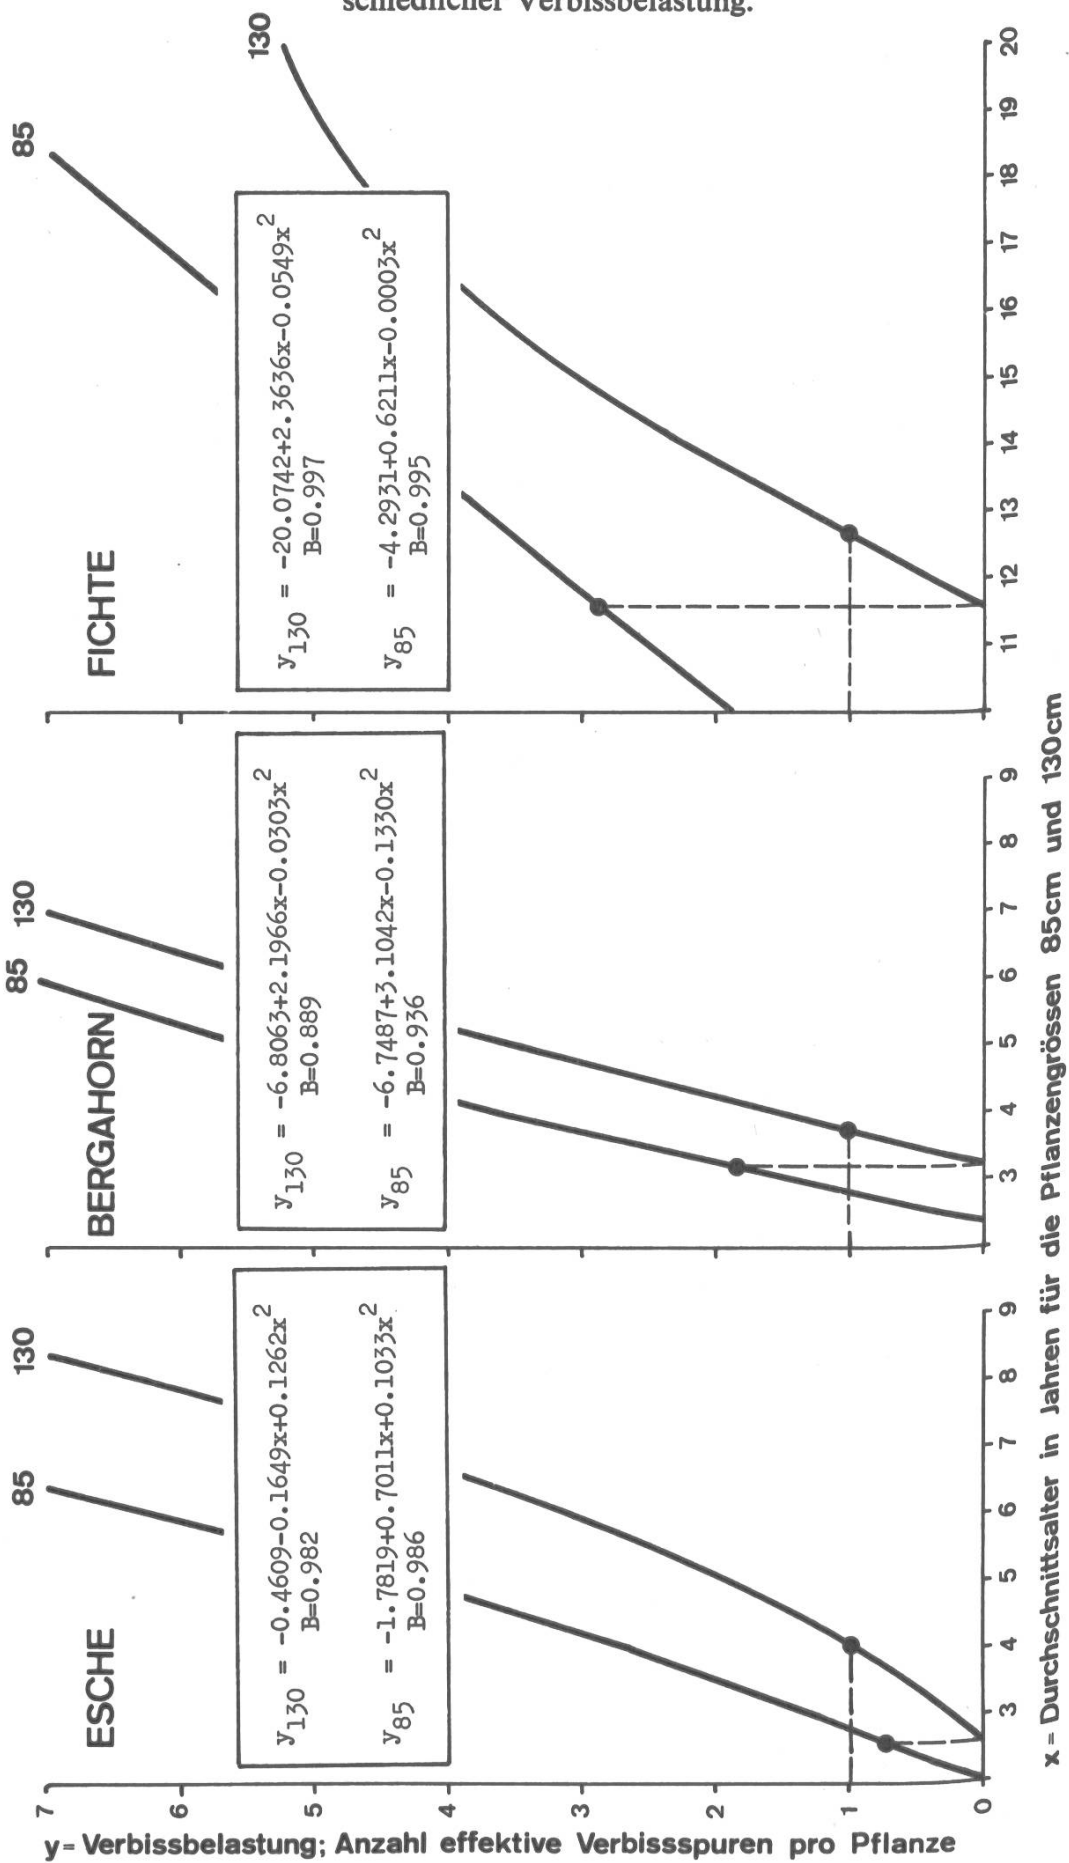 schiedlicher Verbissbelastung.
y= Verbissbelastung; Anzahl effektive Verbissspuren pro Pflanze
7
6
5
4
3
2
1
0
ESCHE
85
130
y130 = -0.4609-0.1649x+0.1262x²
B=0.982
y85 = -1.7819+0.7011x+0.1033x²
B=0.986
3 4 5 6 7 8 9
BERGAHORN
85
130
y130 = -6.8063+2.1966x-0.0303x²
B=0.889
y85 = -6.7487+3.1042x-0.1330x²
B=0.936
3 4 5 6 7 8 9
FICHTE
85
130
y130 = -20.0742+2.3636x-0.0549x²
B=0.997
y85 = -4.2931+0.6211x-0.0003x²
B=0.995
11 12 13 14 15 16 17 18 19 20
x = Durchschnittsalter in Jahren für die Pflanzengrössen 85cm und 130cm